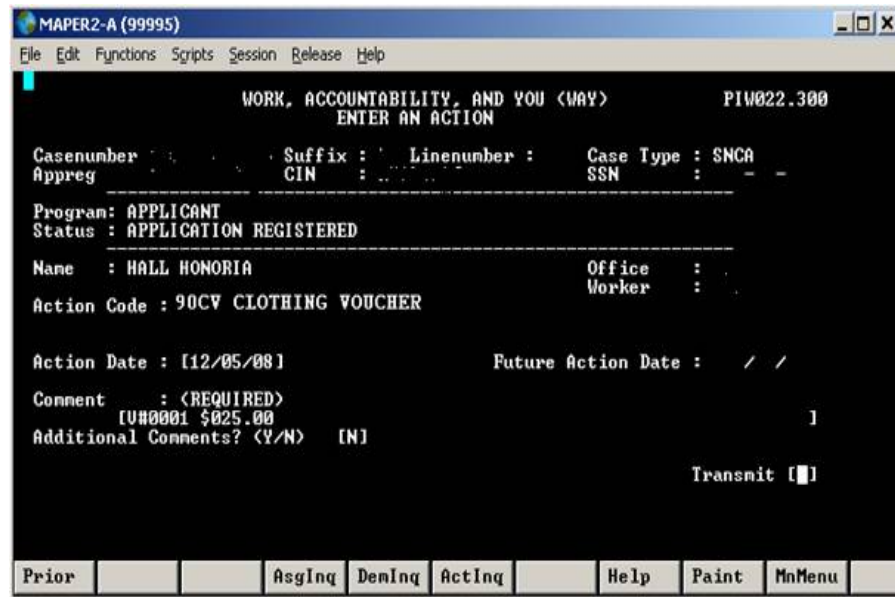 MAPER2-A (99995)
File Edit Functions Scripts Session Release Help
WORK, ACCOUNTABILITY, AND YOU (WAY) PIW022.300
ENTER AN ACTION
Casenumber Suffix : Linenumber : Case Type : SNCA
Appreg CIN : SSN : - -
Program: APPLICANT
Status : APPLICATION REGISTERED
Name : HALL HONORIA Office :
Worker :
Action Code : 90CV CLOTHING VOUCHER
Action Date : [12/05/08] Future Action Date : / /
Comment : (REQUIRED)
[V#0001 $025.00 ]
Additional Comments? (Y/N) [N]
Transmit [ ]
Prior AsgInq DemInq ActInq Help Paint MnMenu